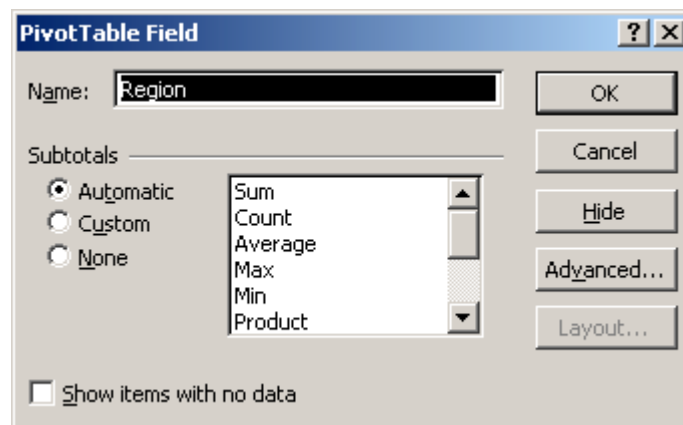 PivotTable Field
Name: Region
OK
Subtotals
Cancel
Automatic
Custom
None
Sum
Count
Average
Max
Min
Product
Hide
Advanced...
Layout...
Show items with no data